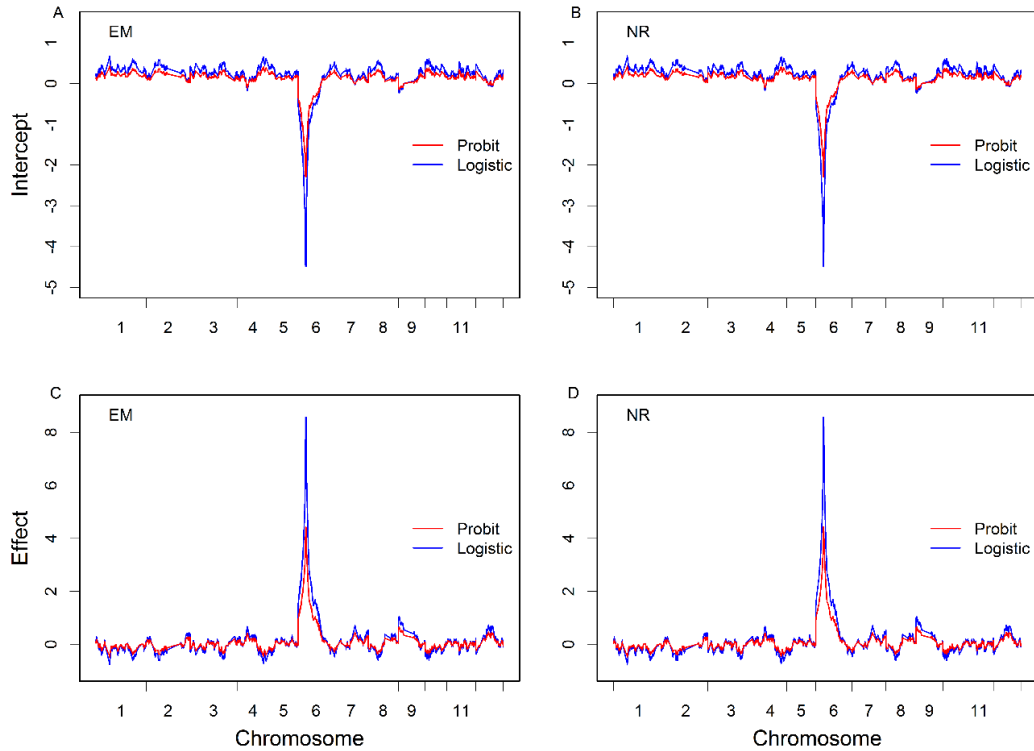 A
EM
1
0
-1
-2
-3
-4
-5
Intercept
Probit
Logistic
1 2 3 4 5 6 7 8 9 11
B
NR
1
0
-1
-2
-3
-4
-5
Probit
Logistic
1 2 3 4 5 6 7 8 9 11
C
EM
8
6
4
2
0
Effect
Probit
Logistic
1 2 3 4 5 6 7 8 9 11
Chromosome
D
NR
8
6
4
2
0
Probit
Logistic
1 2 3 4 5 6 7 8 9 11
Chromosome